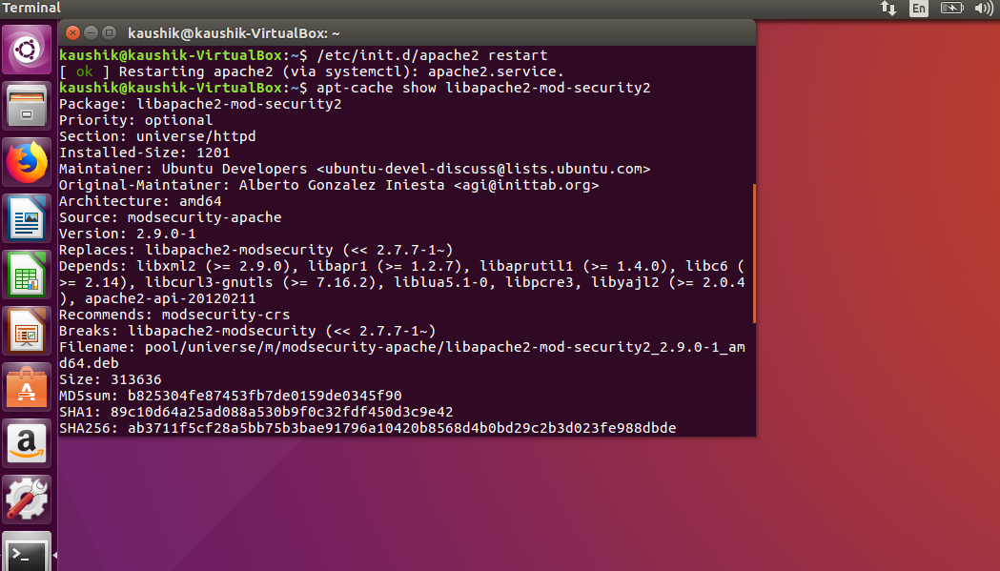 Terminal
En
kaushik@kaushik-VirtualBox: ~
kaushik@kaushik-VirtualBox:~$ /etc/init.d/apache2 restart
[ ok ] Restarting apache2 (via systemctl): apache2.service.
kaushik@kaushik-VirtualBox:~$ apt-cache show libapache2-mod-security2
Package: libapache2-mod-security2
Priority: optional
Section: universe/httpd
Installed-Size: 1201
Maintainer: Ubuntu Developers <ubuntu-devel-discuss@lists.ubuntu.com>
Original-Maintainer: Alberto Gonzalez Iniesta <agi@inittab.org>
Architecture: amd64
Source: modsecurity-apache
Version: 2.9.0-1
Replaces: libapache2-modsecurity (<< 2.7.7-1~)
Depends: libxml2 (>= 2.9.0), libapr1 (>= 1.2.7), libaprutil1 (>= 1.4.0), libc6 (
>= 2.14), libcurl3-gnutls (>= 7.16.2), liblua5.1-0, libpcre3, libyajl2 (>= 2.0.4
), apache2-api-20120211
Recommends: modsecurity-crs
Breaks: libapache2-modsecurity (<< 2.7.7-1~)
Filename: pool/universe/m/modsecurity-apache/libapache2-mod-security2_2.9.0-1_am
d64.deb
Size: 313636
MD5sum: b825304fe87453fb7de0159de0345f90
SHA1: 89c10d64a25ad088a530b9f0c32fdf450d3c9e42
SHA256: ab3711f5cf28a5bb75b3bae91796a10420b8568d4b0bd29c2b3d023fe988dbde